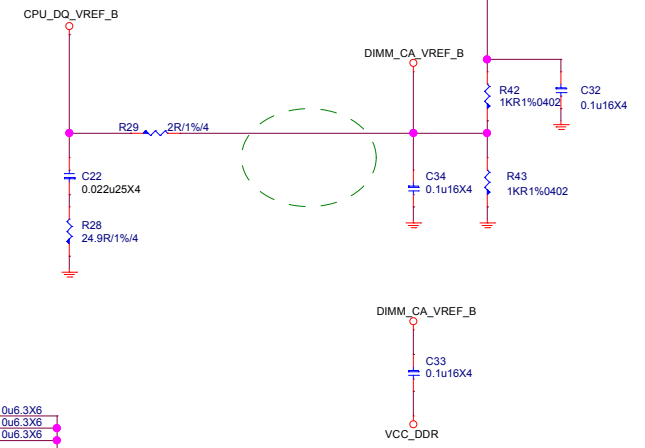 CPU_DQ_VREF_B
DIMM_CA_VREF_B
R42
1KR1%0402
C32
0.1u16X4
R29
2R/1%/4
C22
0.022u25X4
C34
0.1u16X4
R43
1KR1%0402
R28
24.9R/1%/4
DIMM_CA_VREF_B
C33
0.1u16X4
VCC_DDR
0u6.3X6
0u6.3X6
0u6.3X6